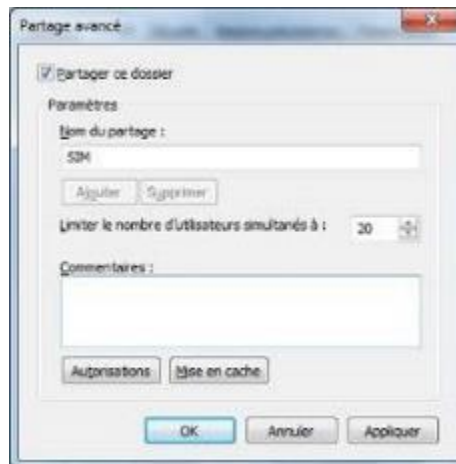 Partage avancé
Partager ce dossier
Paramètres
Nom du partage :
SIM
Ajouter Supprimer
Limiter le nombre d'utilisateurs simultanés à : 20
Commentaires :
Autorisations Mise en cache
OK Annuler Appliquer